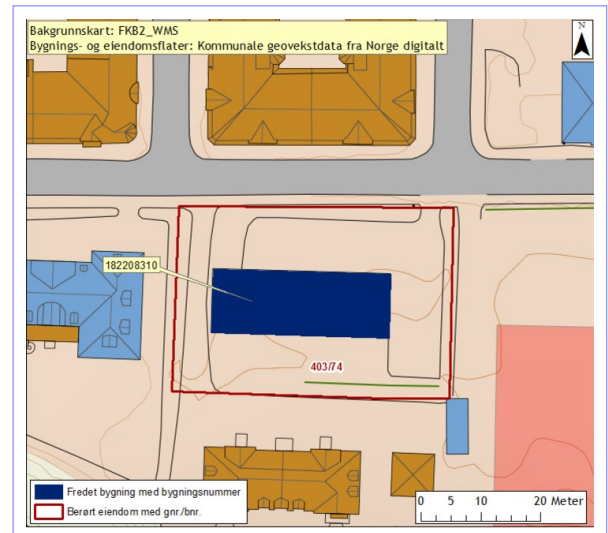 Bakgrunnskart: FKB2_WMS
Bygnings- og eiendomsflater: Kommunale geovekstdata fra Norge digitalt
N
182208310
403/74
Fredet bygning med bygningsnummer
Berørt eiendom med gnr./bnr.
0 5 10 20 Meter